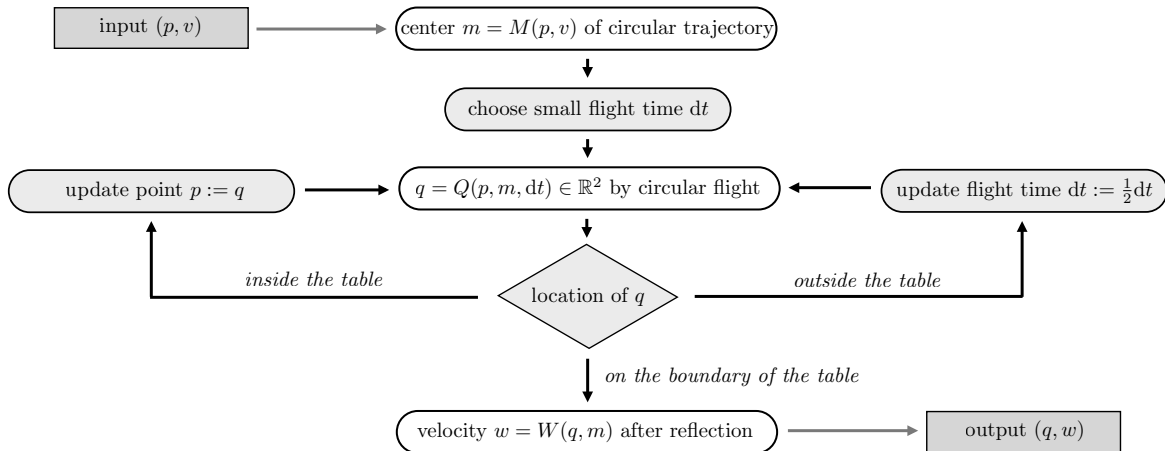 input (p, v)
center m = M(p, v) of circular trajectory
choose small flight time dt
update point p := q
q = Q(p, m, dt) ∈ ℝ² by circular flight
update flight time dt := ½dt
inside the table
location of q
outside the table
on the boundary of the table
velocity w = W(q, m) after reflection
output (q, w)